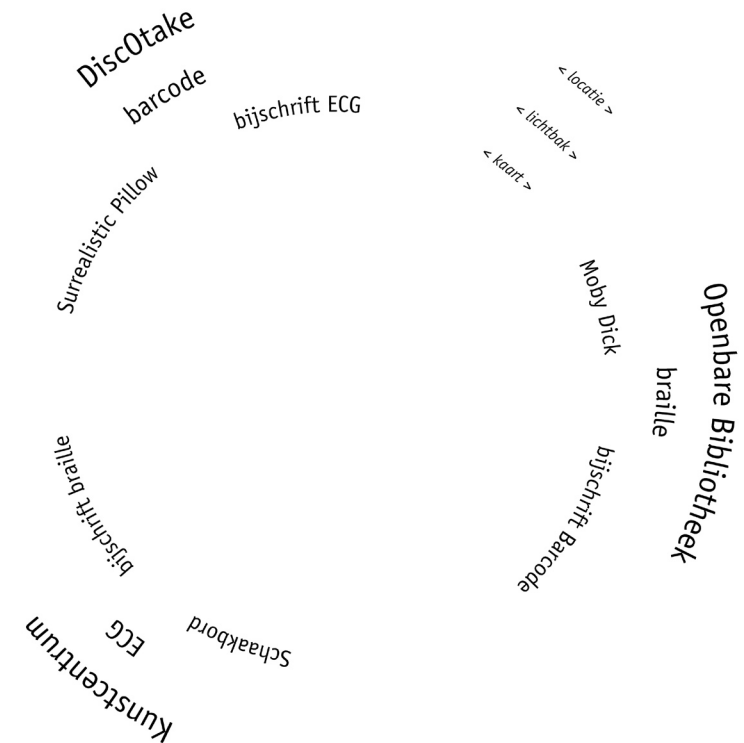 DiscOtake
barcode
bijschrift ECG
Surrealistic Pillow
< locatie >
< lichtbak >
< kaart >
Moby Dick
Openbare Bibliotheek
braille
bijschrift Barcode
bijschrift braille
Schaakbord
ECG
Kunstcentrum